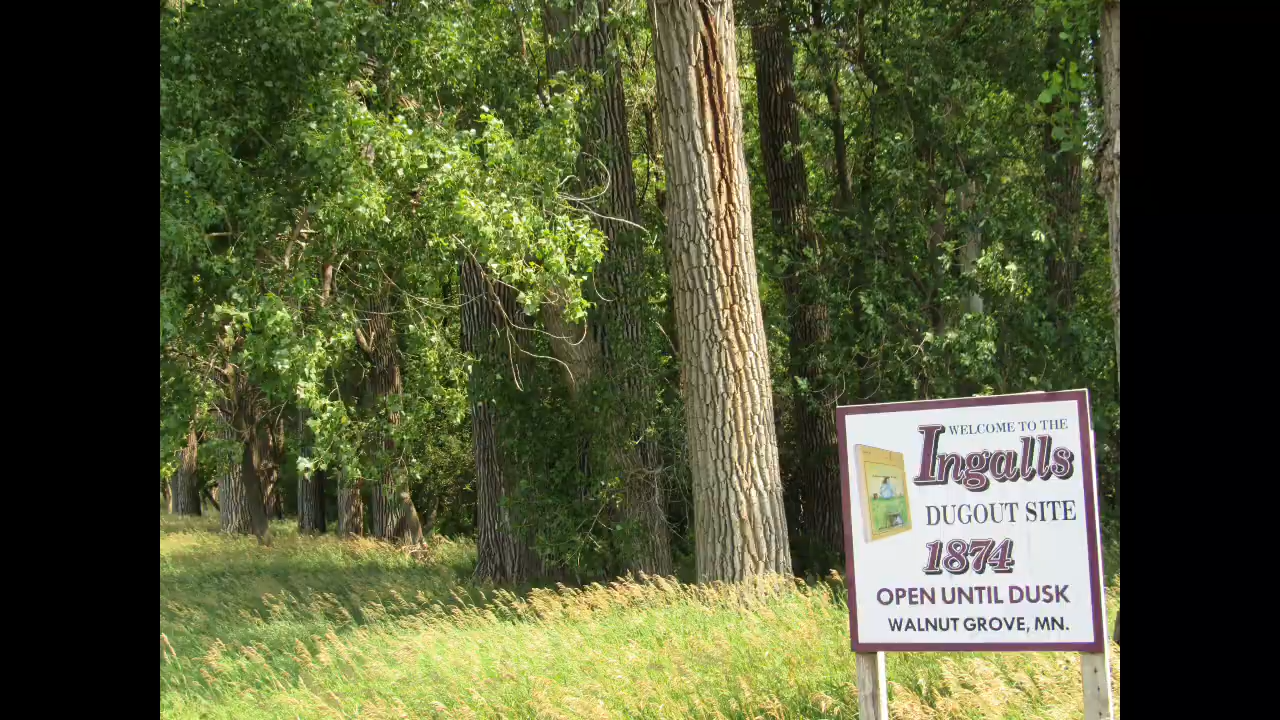 WELCOME TO THE
Ingalls
DUGOUT SITE
1874
OPEN UNTIL DUSK
WALNUT GROVE, MN.